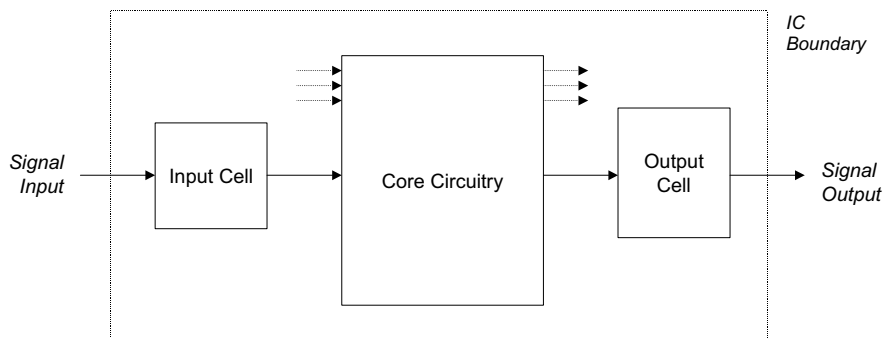 IC
Boundary
Signal
Input
Input Cell
Core Circuitry
Output
Cell
Signal
Output